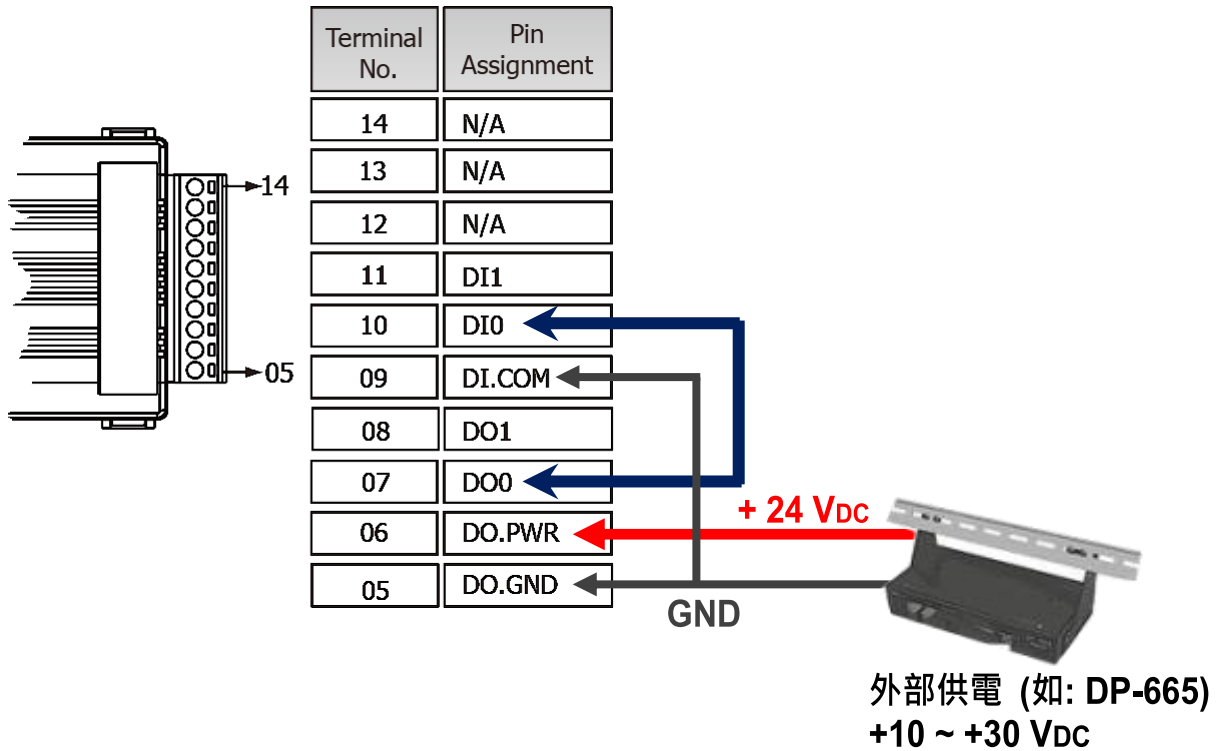 Terminal No. Pin Assignment
14 N/A
13 N/A
12 N/A
11 DI1
10 DI0
09 DI.COM
08 DO1
07 DO0
06 DO.PWR
05 DO.GND
14
05
+ 24 VDC
GND
外部供電 (如: DP-665)
+10 ~ +30 VDC